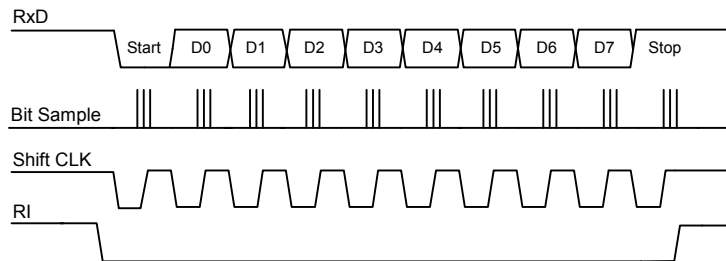 RxD
Start D0 D1 D2 D3 D4 D5 D6 D7 Stop
Bit Sample
Shift CLK
RI